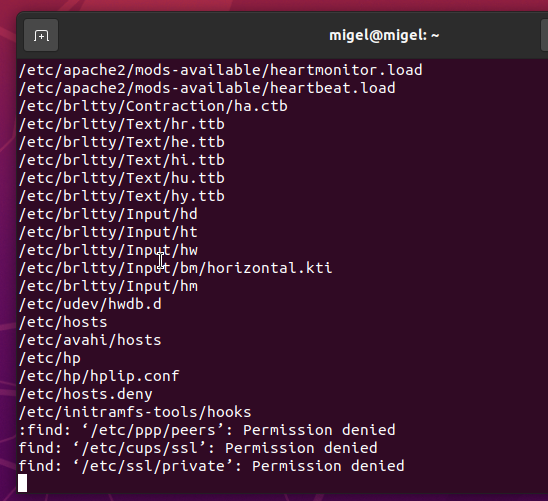 migel@migel: ~
/etc/apache2/mods-available/heartmonitor.load
/etc/apache2/mods-available/heartbeat.load
/etc/brltty/Contraction/ha.ctb
/etc/brltty/Text/hr.ttb
/etc/brltty/Text/he.ttb
/etc/brltty/Text/hi.ttb
/etc/brltty/Text/hu.ttb
/etc/brltty/Text/hy.ttb
/etc/brltty/Input/hd
/etc/brltty/Input/ht
/etc/brltty/Input/hw
/etc/brltty/Input/bm/horizontal.kti
/etc/brltty/Input/hm
/etc/udev/hwdb.d
/etc/hosts
/etc/avahi/hosts
/etc/hp
/etc/hp/hplip.conf
/etc/hosts.deny
/etc/initramfs-tools/hooks
:find: ‘/etc/ppp/peers’: Permission denied
find: ‘/etc/cups/ssl’: Permission denied
find: ‘/etc/ssl/private’: Permission denied